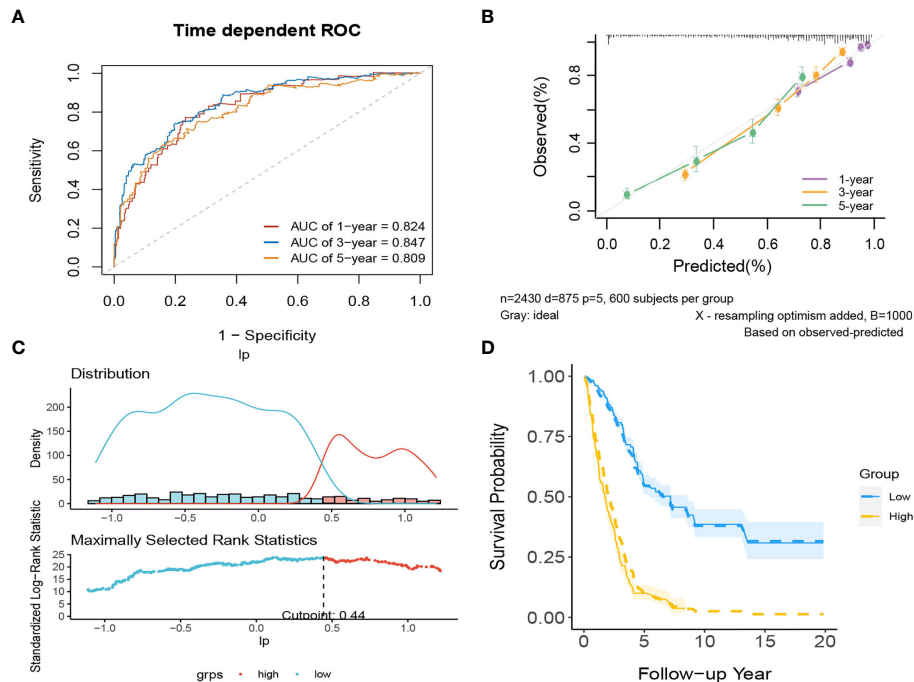 A
Time dependent ROC
Sensitivity
1.0
0.8
0.6
0.4
0.2
0.0
AUC of 1−year = 0.824
AUC of 3−year = 0.847
AUC of 5−year = 0.809
0.0 0.2 0.4 0.6 0.8 1.0
1 − Specificity
B
Observed(%)
1.0
0.8
0.6
0.4
0.2
0.0
1-year
3-year
5-year
0.0 0.2 0.4 0.6 0.8 1.0
Predicted(%)
n=2430 d=875 p=5, 600 subjects per group
Gray: ideal
X - resampling optimism added, B=1000
Based on observed-predicted
C
lp
Distribution
Density
200
150
100
50
0
−1.0 −0.5 0.0 0.5 1.0
Maximally Selected Rank Statistics
Standardized Log−Rank Statistic
25
20
15
10
5
0
Cutpoint: 0.44
−1.0 −0.5 0.0 0.5 1.0
lp
grps high low
D
Survival Probability
1.00
0.75
0.50
0.25
0.00
Group
Low
High
0 5 10 15 20
Follow-up Year